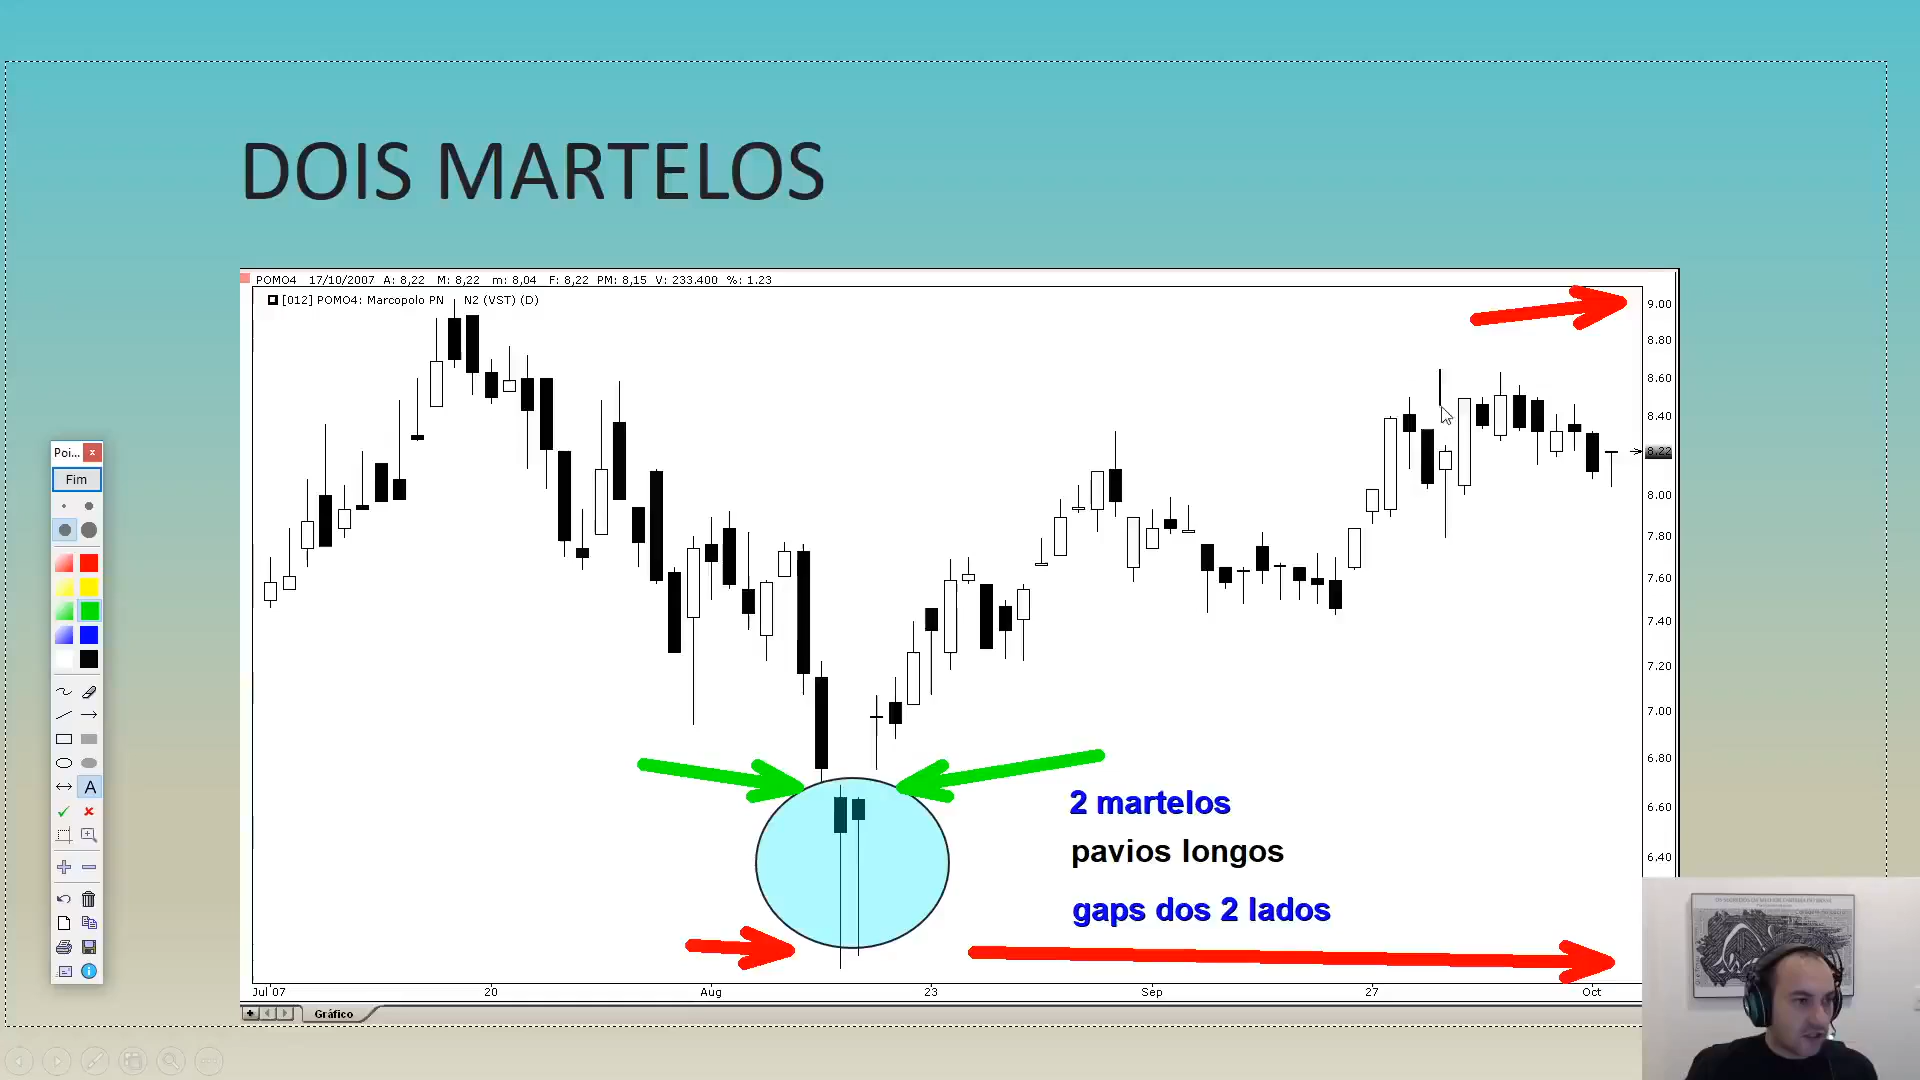 DOIS MARTELOS
POMO4 17/10/2007 A: 8,22 M: 8,22 m: 8,04 F: 8,22 PM: 8,15 V: 233.400 %: 1.23
[012] POMO4: Marcopolo PN N2 (VST) (D)
9.00
8.80
8.60
8.40
8.22
8.00
7.80
7.60
7.40
7.20
7.00
6.80
6.60
6.40
Poi...
Fim
A
2 martelos
pavios longos
gaps dos 2 lados
Jul 07 20 Aug 23 Sep 27 Oct
Gráfico